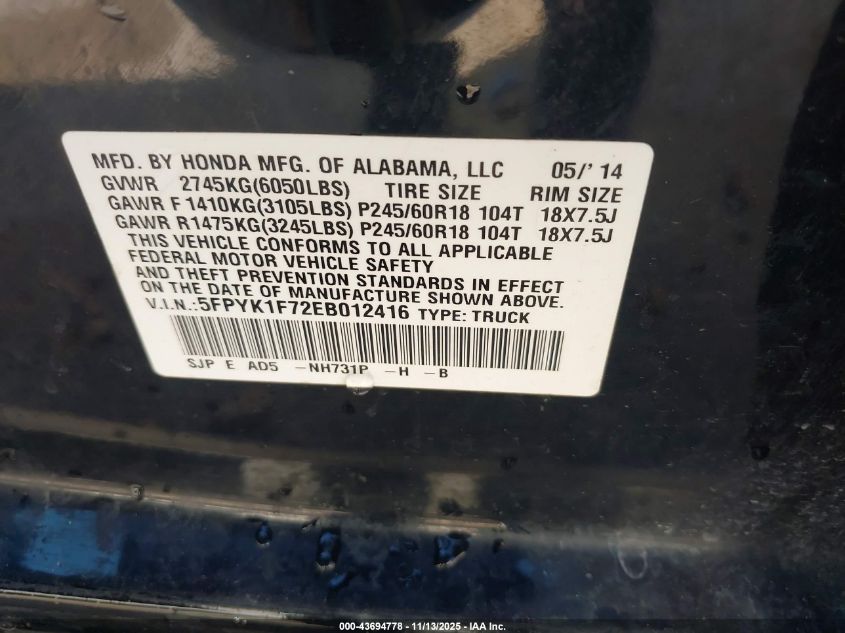 MFD. BY HONDA MFG. OF ALABAMA, LLC 05/' 14
GVWR 2745KG(6050LBS) TIRE SIZE RIM SIZE
GAWR F 1410KG(3105LBS) P245/60R18 104T 18X7.5J
GAWR R1475KG(3245LBS) P245/60R18 104T 18X7.5J
THIS VEHICLE CONFORMS TO ALL APPLICABLE
FEDERAL MOTOR VEHICLE SAFETY
AND THEFT PREVENTION STANDARDS IN EFFECT
ON THE DATE OF MANUFACTURE SHOWN ABOVE.
V.I.N.:5FPYK1F72EB012416 TYPE: TRUCK
SJP E AD5 -NH731P -H -B
000-43694778 - 11/13/2025 - IAA Inc.